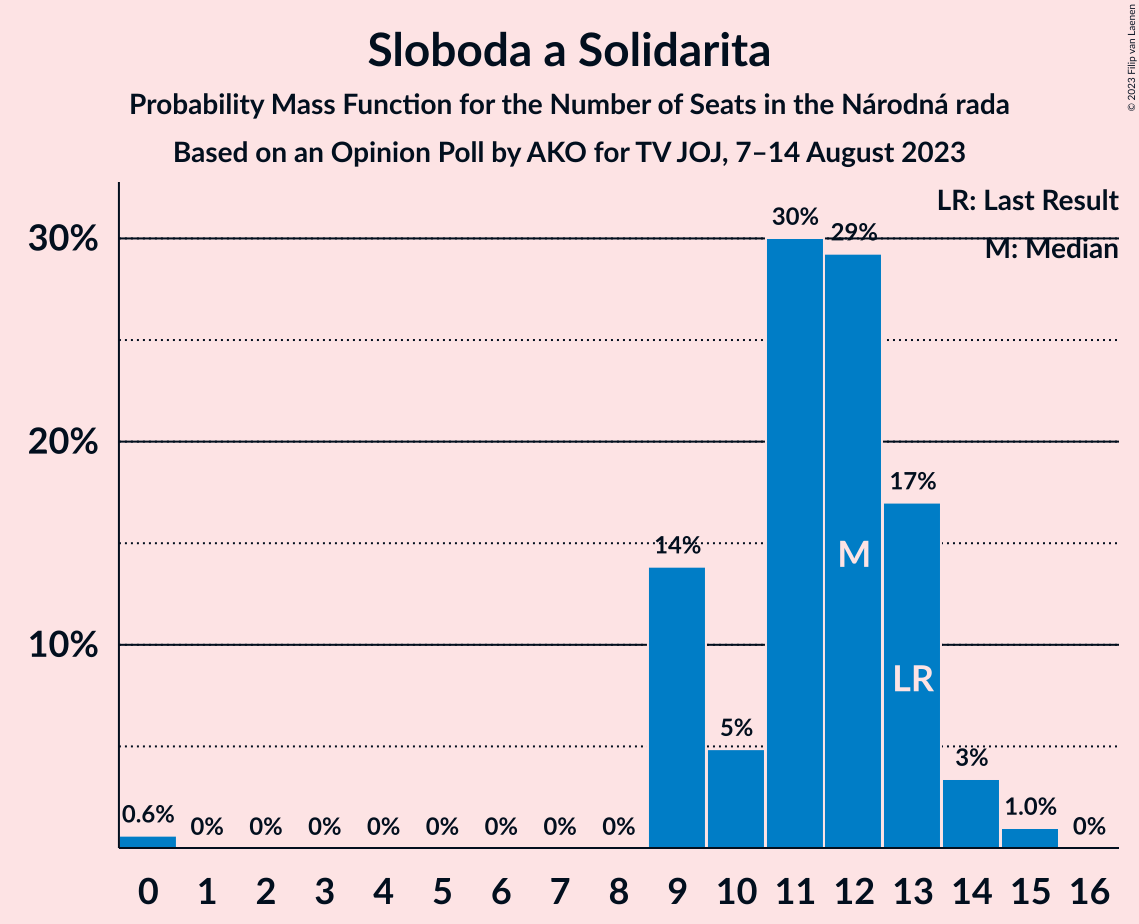 Sloboda a Solidarita
Probability Mass Function for the Number of Seats in the Národná rada
Based on an Opinion Poll by AKO for TV JOJ, 7–14 August 2023
© 2023 Filip van Laenen
LR: Last Result
M: Median
30%
20%
10%
0.6%
0%
0%
0%
0%
0%
0%
0%
0%
14%
5%
30%
29%
17%
3%
1.0%
0%
M
LR
0 1 2 3 4 5 6 7 8 9 10 11 12 13 14 15 16